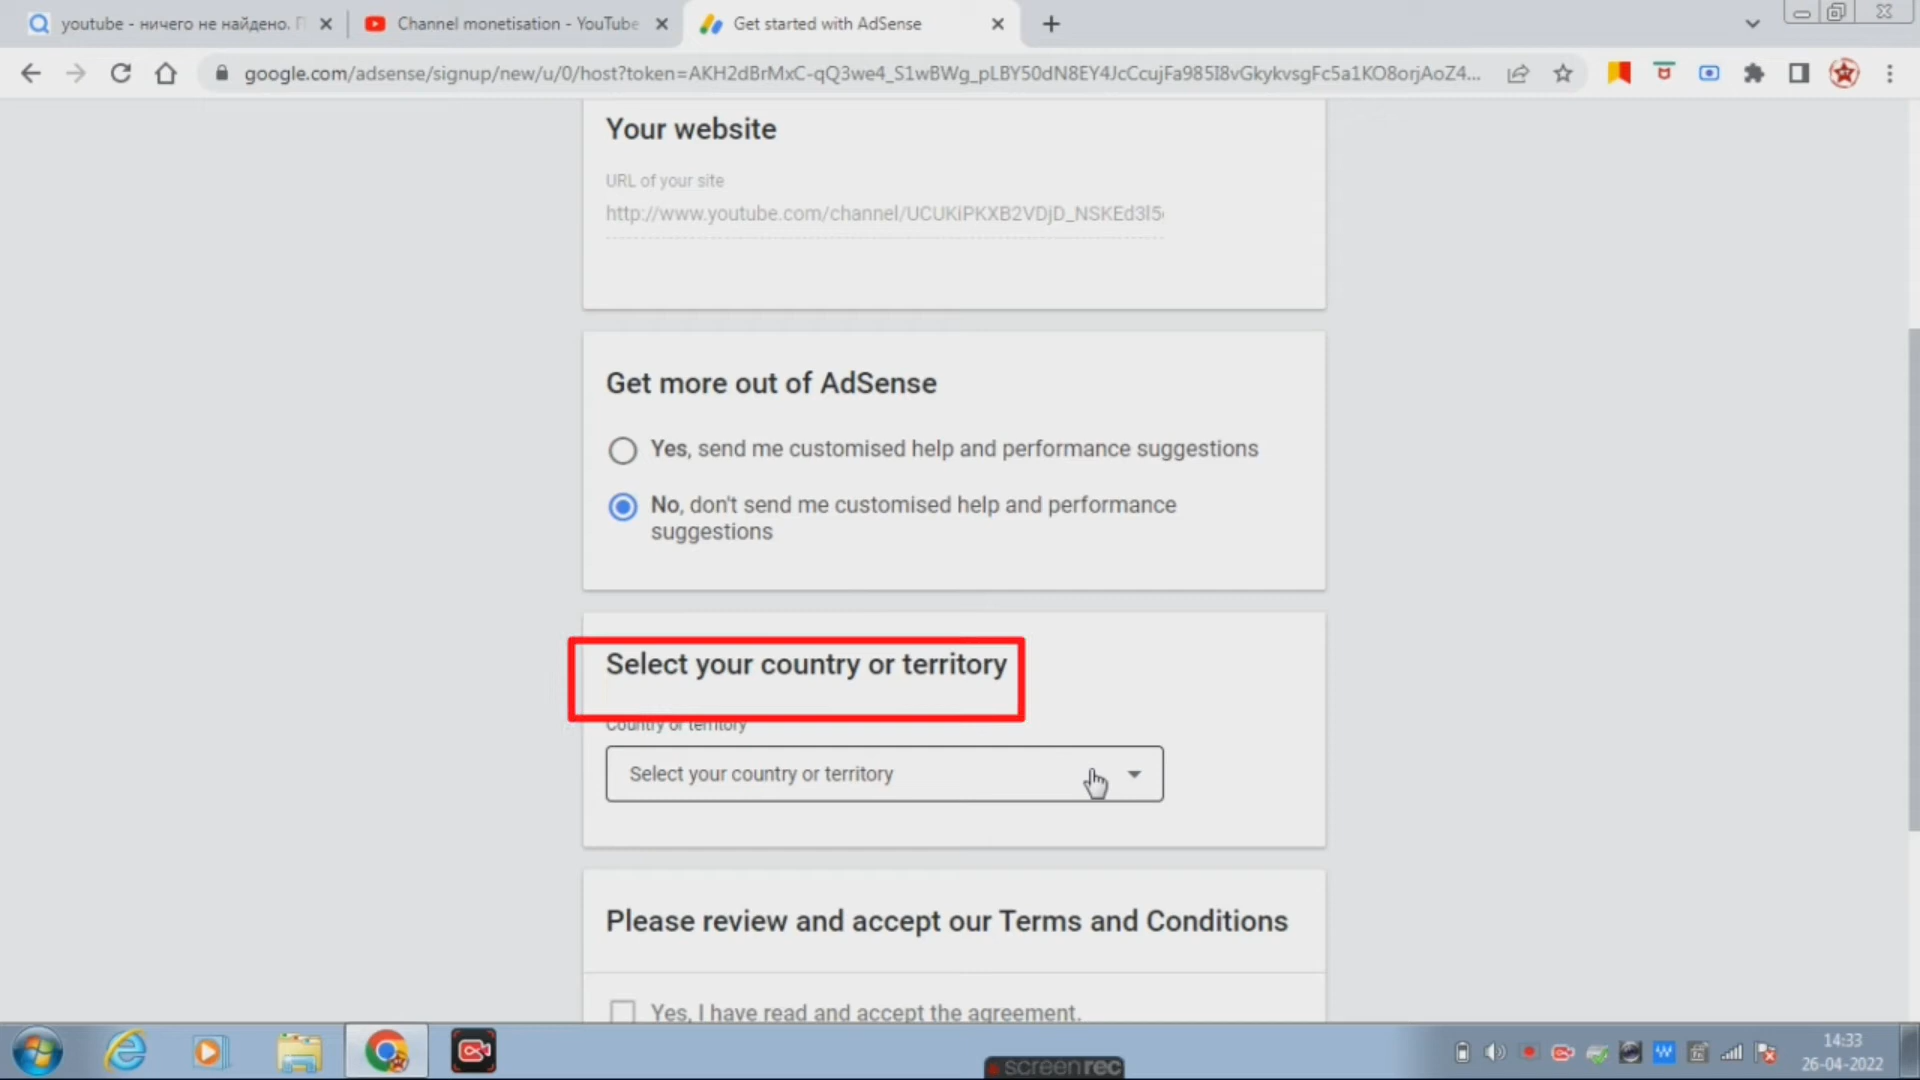 youtube - ничего не найдено. П
Channel monetisation - YouTube
Get started with AdSense
google.com/adsense/signup/new/u/0/host?token=AKH2dBrMxC-qQ3we4_S1wBWg_pLBY50dN8EY4JcCcujFa985I8vGkykvsgFc5a1KO8orjAoZ4...
Your website
URL of your site
http://www.youtube.com/channel/UCUKiPKXB2VDjD_NSKEd3l5
Get more out of AdSense
Yes, send me customised help and performance suggestions
No, don't send me customised help and performance
suggestions
Select your country or territory
Country or territory
Select your country or territory
Please review and accept our Terms and Conditions
Yes, I have read and accept the agreement.
screenrec
14:33
26-04-2022